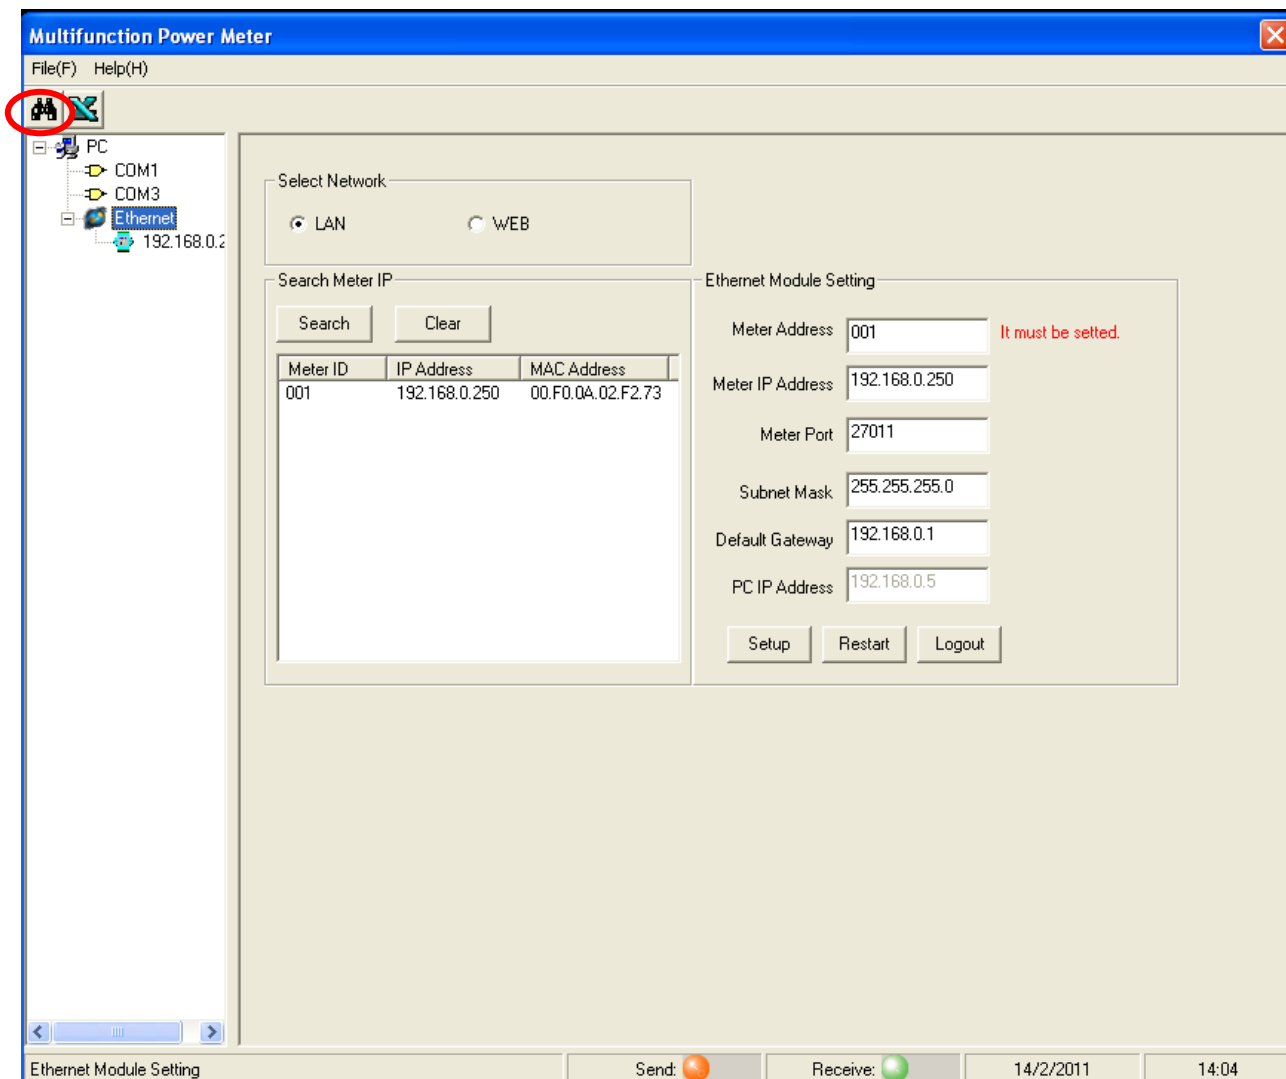 Multifunction Power Meter
File(F) Help(H)
PC
COM1
COM3
Ethernet
192.168.0.2
Select Network
LAN WEB
Search Meter IP
Search Clear
Meter ID IP Address MAC Address
001 192.168.0.250 00.F0.0A.02.F2.73
Ethernet Module Setting
Meter Address 001 It must be setted.
Meter IP Address 192.168.0.250
Meter Port 27011
Subnet Mask 255.255.255.0
Default Gateway 192.168.0.1
PC IP Address 192.168.0.5
Setup Restart Logout
Ethernet Module Setting Send: Receive: 14/2/2011 14:04